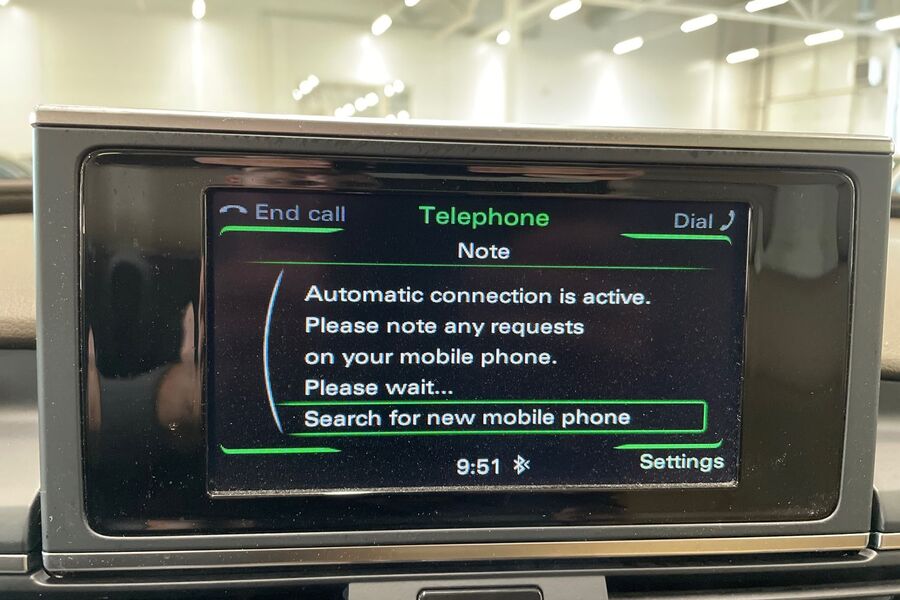 End call
Telephone
Dial
Note
Automatic connection is active.
Please note any requests
on your mobile phone.
Please wait...
Search for new mobile phone
9:51
Settings